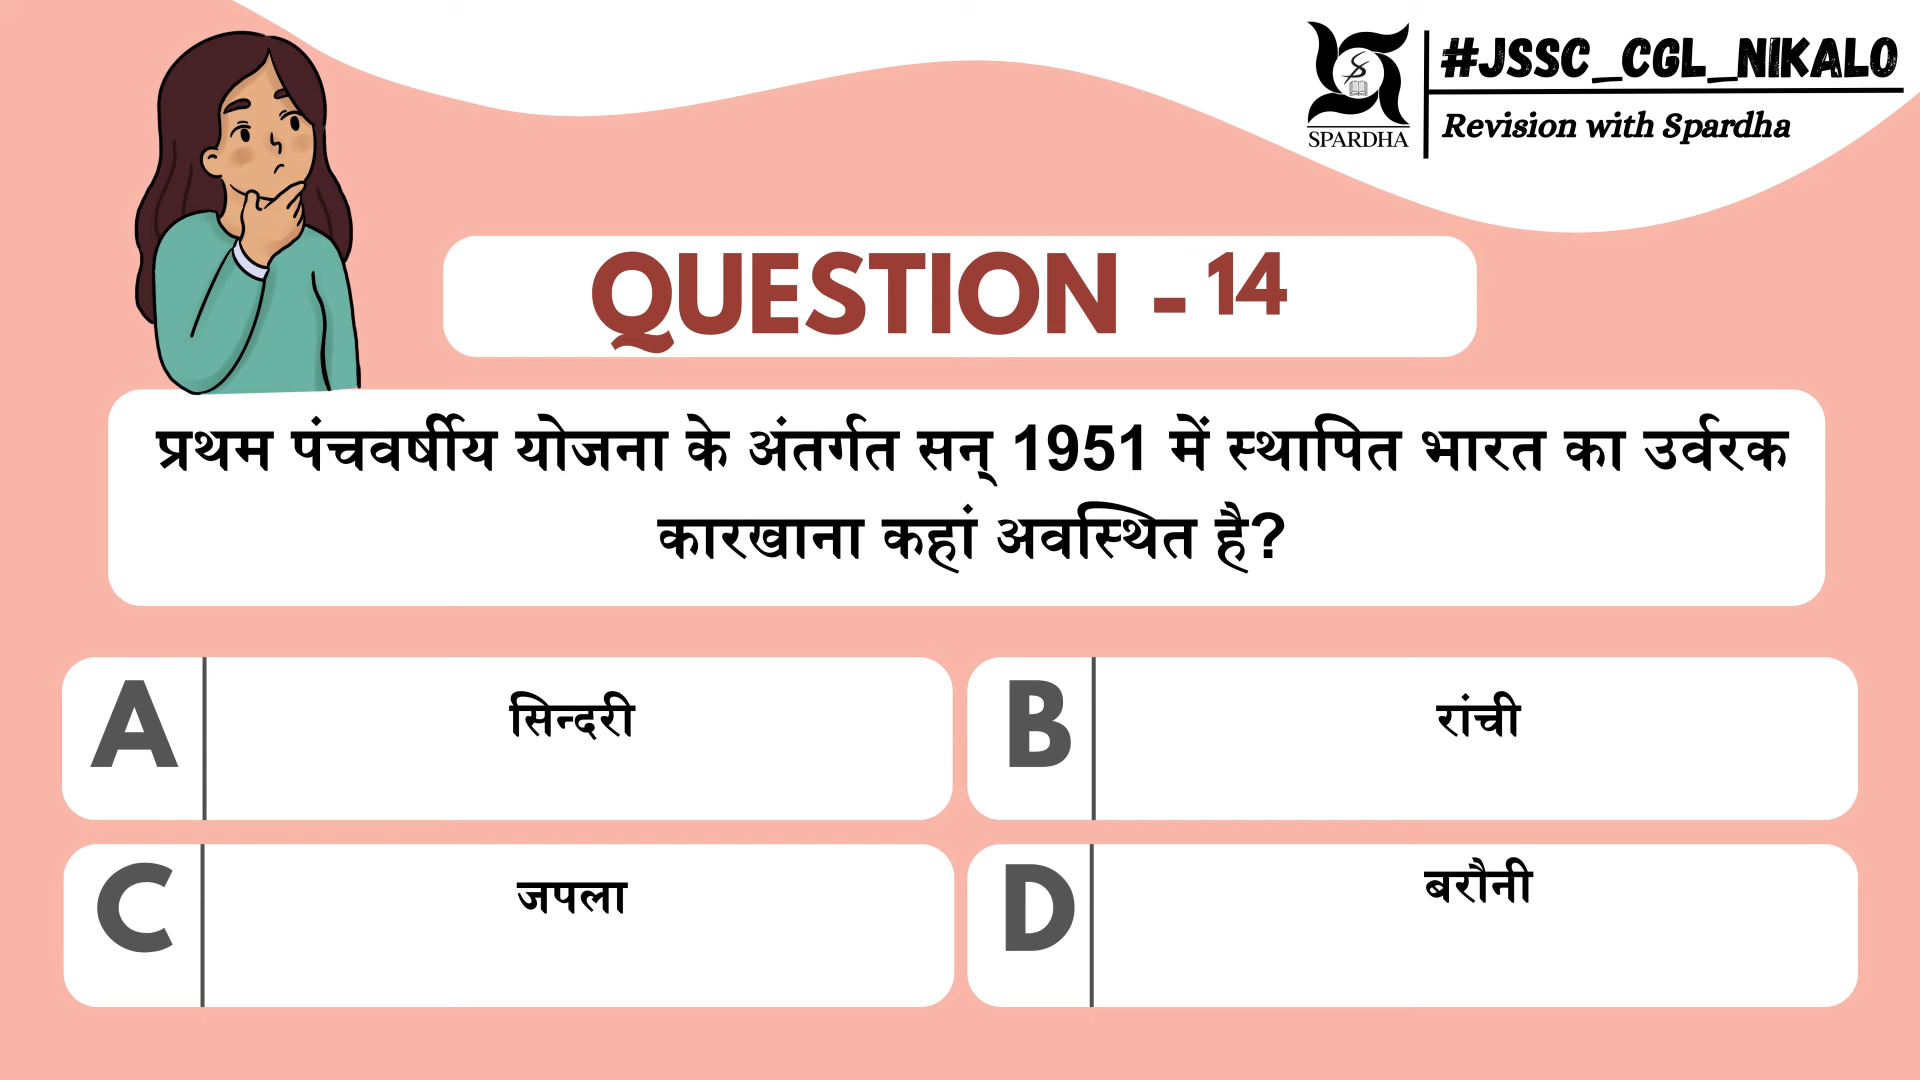 SPARDHA
#JSSC_CGL_NIKALO
Revision with Spardha
QUESTION - 14
प्रथम पंचवर्षीय योजना के अंतर्गत सन् 1951 में स्थापित भारत का उर्वरक
कारखाना कहां अवस्थित है?
A सिन्दरी
B रांची
C जपला
D बरौनी